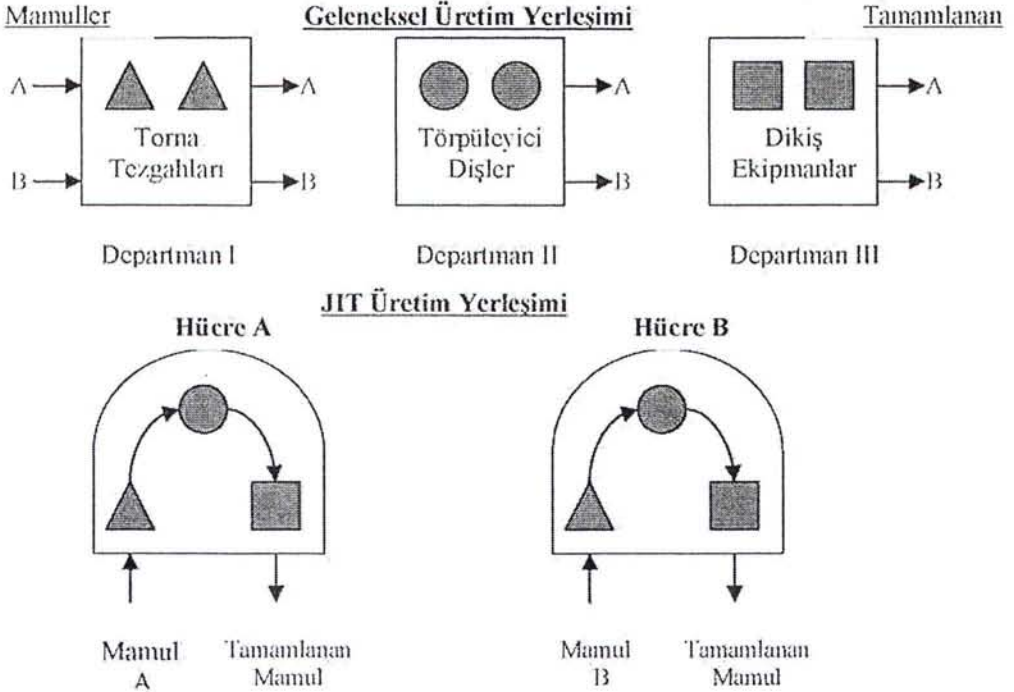 Mamuller Geleneksel Üretim Yerleşimi Tamamlanan
A A A A
Torna Törpüleyici Dikiş
Tezgahları Dişler Ekipmanlar
B B B B
Departman I Departman II Departman III
JIT Üretim Yerleşimi
Hücre A Hücre B
Mamul Tamamlanan Mamul Tamamlanan
A Mamul B Mamul